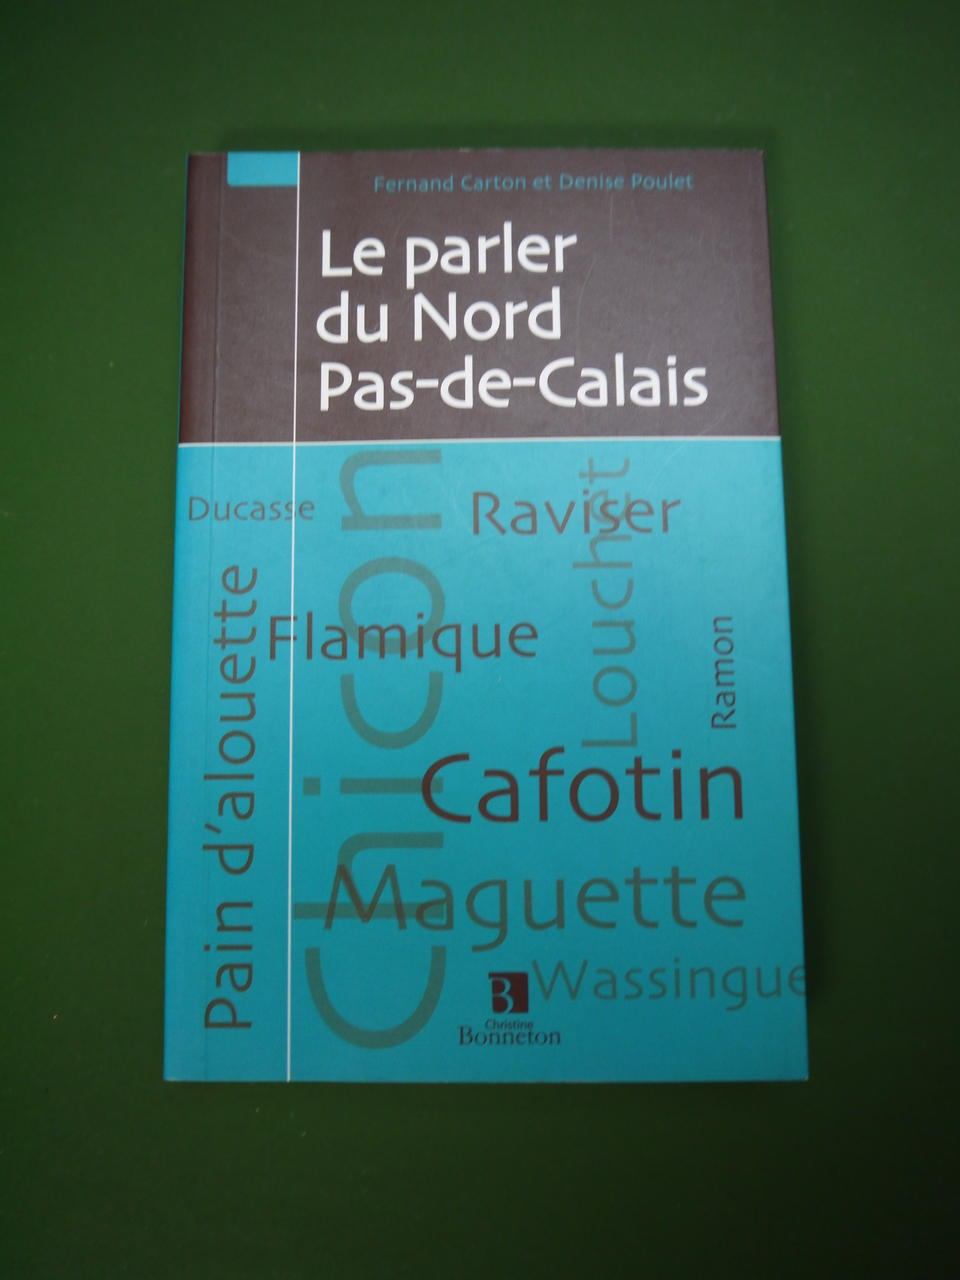 Fernand Carton et Denise Poulet
Le parler
du Nord
Pas-de-Calais
Ducasse
Chicon
Raviser
Louchet
Pain d'alouette
Flamique
Ramon
Cafotin
Maguette
Wassingue
B
Christine
Bonneton